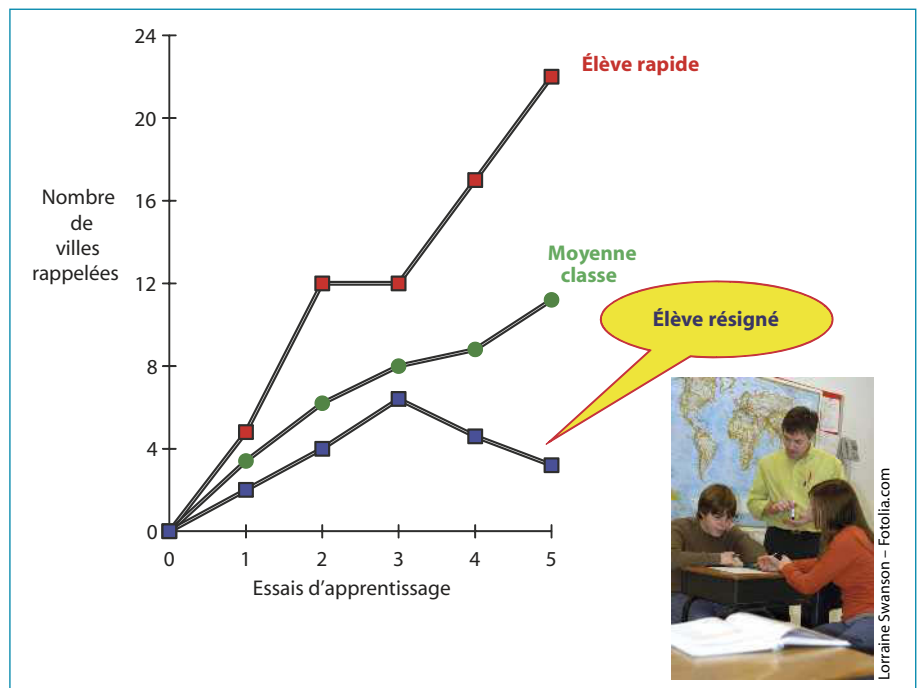 24
20
16
12
8
4
0
Nombre
de
villes
rappelées
Élève rapide
Moyenne
classe
Élève résigné
0 1 2 3 4 5
Essais d'apprentissage
Lorraine Swanson – Fotolia.com